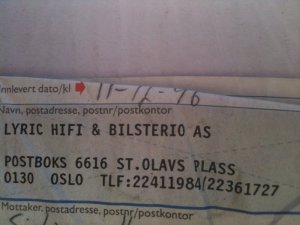 Innlevert dato/kl 11-12-96
Navn, postadresse, postnr/postkontor
LYRIC HIFI & BILSTERIO AS
POSTBOKS 6616 ST.OLAVS PLASS
0130 OSLO TLF:22411984/22361727
Mottaker, postadresse, postnr/postkontor